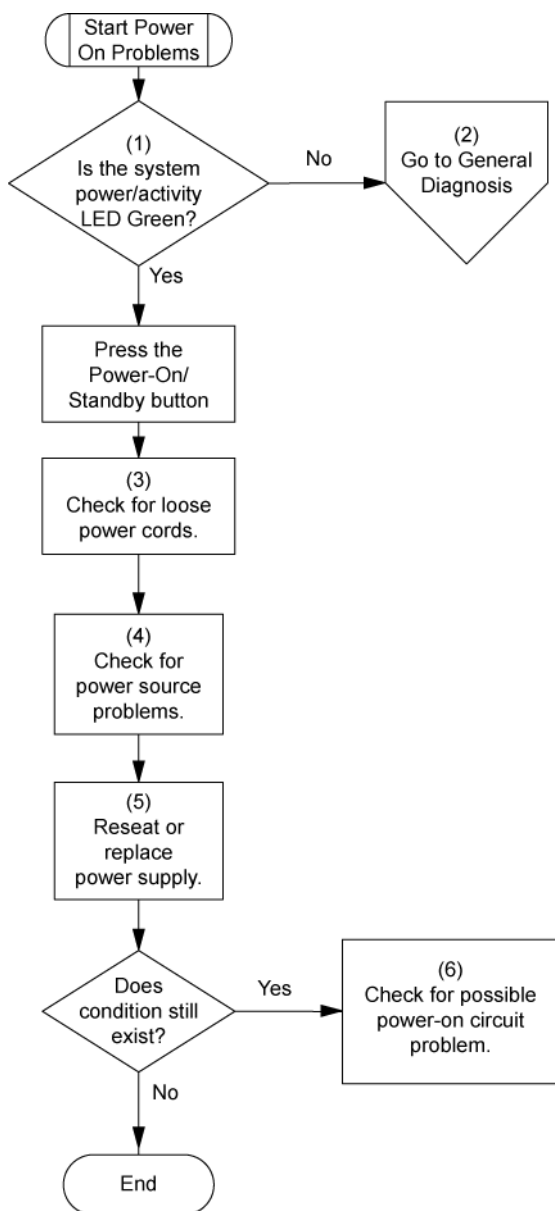 Start Power
On Problems
(1)
Is the system
power/activity
LED Green?
No
(2)
Go to General
Diagnosis
Yes
Press the
Power-On/
Standby button
(3)
Check for loose
power cords.
(4)
Check for
power source
problems.
(5)
Reseat or
replace
power supply.
Does
condition still
exist?
Yes
(6)
Check for possible
power-on circuit
problem.
No
End